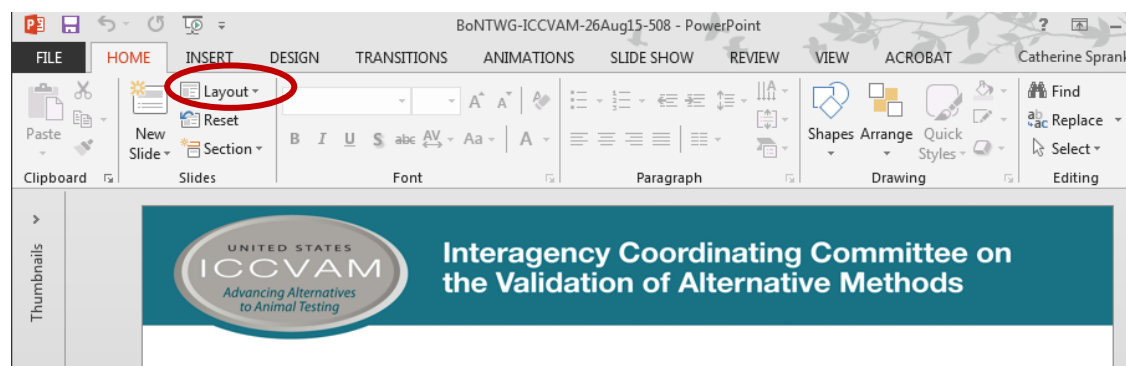 BoNTWG-ICCVAM-26Aug15-508 - PowerPoint
FILE HOME INSERT DESIGN TRANSITIONS ANIMATIONS SLIDE SHOW REVIEW VIEW ACROBAT Catherine Sprank
Paste
New Slide
Layout
Reset
Section
B I U S abc AV Aa A
Shapes Arrange Quick Styles
Find
Replace
Select
Clipboard Slides Font Paragraph Drawing Editing
Thumbnails
UNITED STATES
ICCVAM
Advancing Alternatives
to Animal Testing
Interagency Coordinating Committee on
the Validation of Alternative Methods